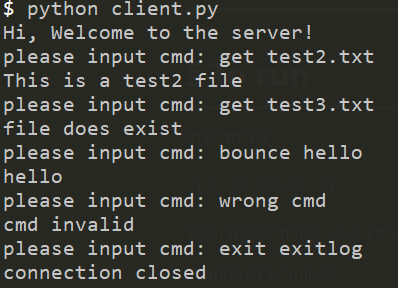 $ python client.py
Hi, Welcome to the server!
please input cmd: get test2.txt
This is a test2 file
please input cmd: get test3.txt
file does exist
please input cmd: bounce hello
hello
please input cmd: wrong cmd
cmd invalid
please input cmd: exit exitlog
connection closed